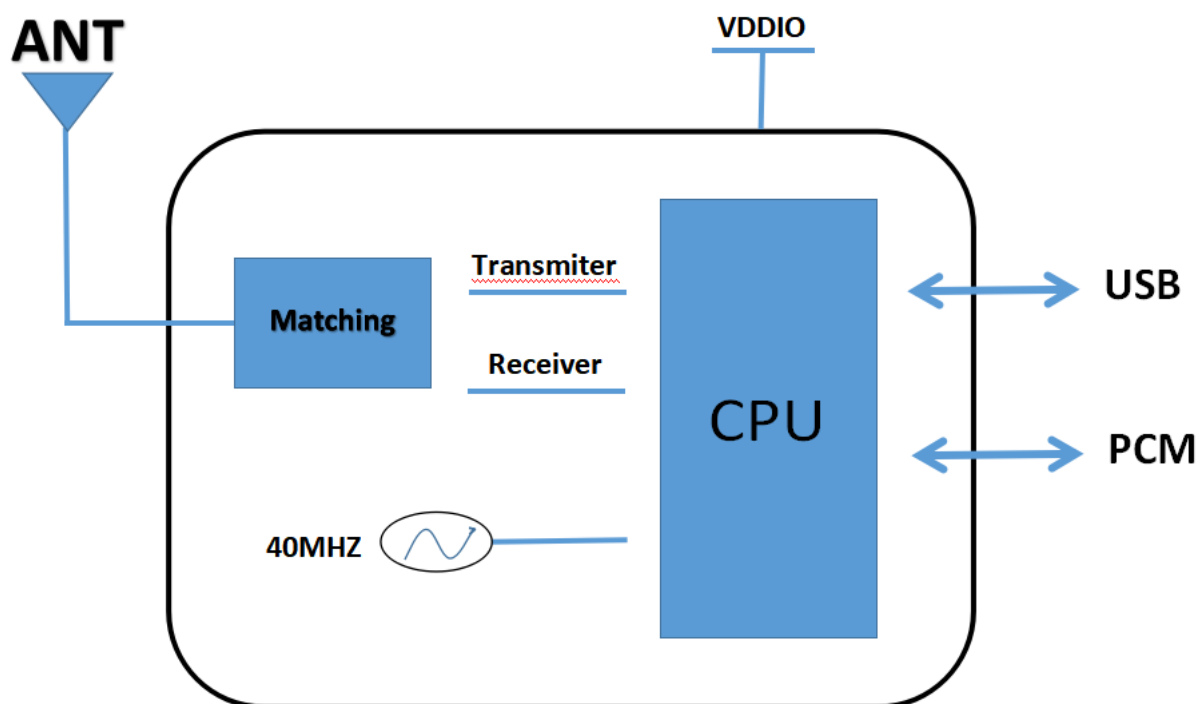 ANT
VDDIO
Transmiter
USB
Matching
Receiver
CPU
PCM
40MHZ